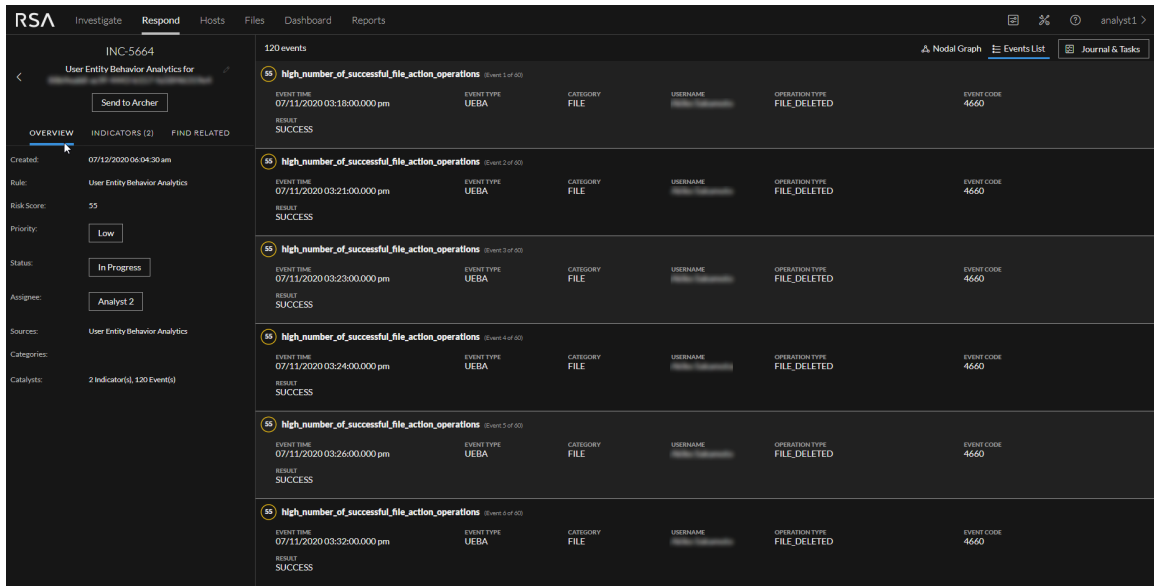 RSA Investigate Respond Hosts Files Dashboard Reports analyst1 >
INC-5664
User Entity Behavior Analytics for
Send to Archer
OVERVIEW INDICATORS (2) FIND RELATED
Created: 07/12/2020 06:04:30 am
Rule: User Entity Behavior Analytics
Risk Score: 55
Priority: Low
Status: In Progress
Assignee: Analyst 2
Sources: User Entity Behavior Analytics
Categories:
Catalysts: 2 Indicator(s), 120 Event(s)
120 events Nodal Graph Events List Journal & Tasks
55 high_number_of_successful_file_action_operations (Event 1 of 60)
EVENT TIME EVENT TYPE CATEGORY USERNAME OPERATION TYPE EVENT CODE
07/11/2020 03:18:00.000 pm UEBA FILE FILE_DELETED 4660
RESULT
SUCCESS
55 high_number_of_successful_file_action_operations (Event 2 of 60)
EVENT TIME EVENT TYPE CATEGORY USERNAME OPERATION TYPE EVENT CODE
07/11/2020 03:21:00.000 pm UEBA FILE FILE_DELETED 4660
RESULT
SUCCESS
55 high_number_of_successful_file_action_operations (Event 3 of 60)
EVENT TIME EVENT TYPE CATEGORY USERNAME OPERATION TYPE EVENT CODE
07/11/2020 03:23:00.000 pm UEBA FILE FILE_DELETED 4660
RESULT
SUCCESS
55 high_number_of_successful_file_action_operations (Event 4 of 60)
EVENT TIME EVENT TYPE CATEGORY USERNAME OPERATION TYPE EVENT CODE
07/11/2020 03:24:00.000 pm UEBA FILE FILE_DELETED 4660
RESULT
SUCCESS
55 high_number_of_successful_file_action_operations (Event 5 of 60)
EVENT TIME EVENT TYPE CATEGORY USERNAME OPERATION TYPE EVENT CODE
07/11/2020 03:26:00.000 pm UEBA FILE FILE_DELETED 4660
RESULT
SUCCESS
55 high_number_of_successful_file_action_operations (Event 6 of 60)
EVENT TIME EVENT TYPE CATEGORY USERNAME OPERATION TYPE EVENT CODE
07/11/2020 03:32:00.000 pm UEBA FILE FILE_DELETED 4660
RESULT
SUCCESS